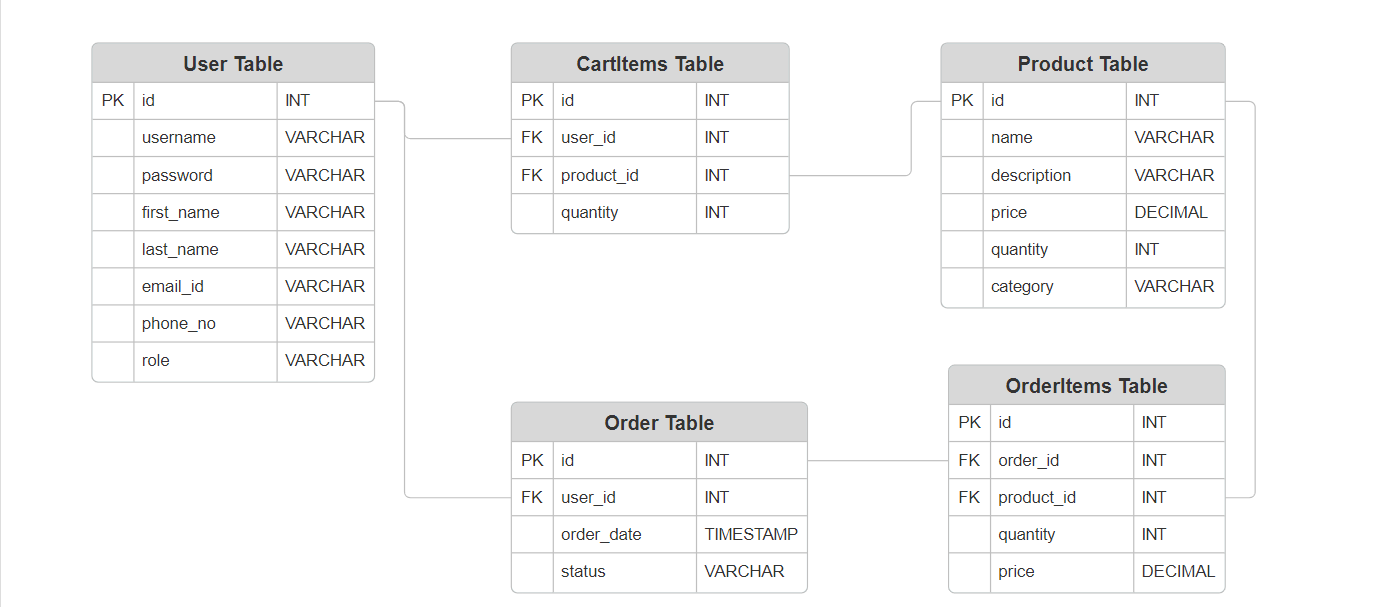 User Table
PK id INT
username VARCHAR
password VARCHAR
first_name VARCHAR
last_name VARCHAR
email_id VARCHAR
phone_no VARCHAR
role VARCHAR
CartItems Table
PK id INT
FK user_id INT
FK product_id INT
quantity INT
Product Table
PK id INT
name VARCHAR
description VARCHAR
price DECIMAL
quantity INT
category VARCHAR
Order Table
PK id INT
FK user_id INT
order_date TIMESTAMP
status VARCHAR
OrderItems Table
PK id INT
FK order_id INT
FK product_id INT
quantity INT
price DECIMAL